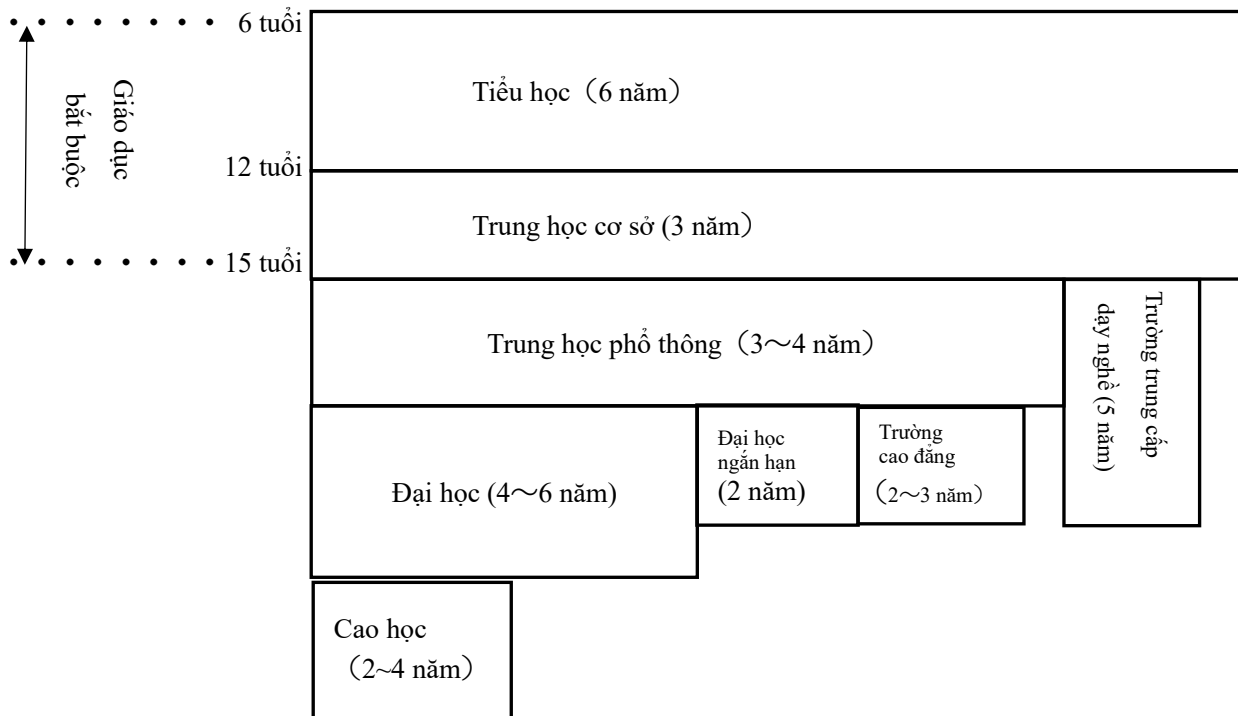 6 tuổi
Giáo dục
bắt buộc
Tiểu học（6 năm）
12 tuổi
Trung học cơ sở (3 năm）
15 tuổi
Trung học phổ thông（3～4 năm）
Trường trung cấp
dạy nghề (5 năm)
Đại học (4～6 năm)
Đại học
ngắn hạn
(2 năm)
Trường
cao đẳng
（2～3 năm）
Cao học
（2~4 năm）